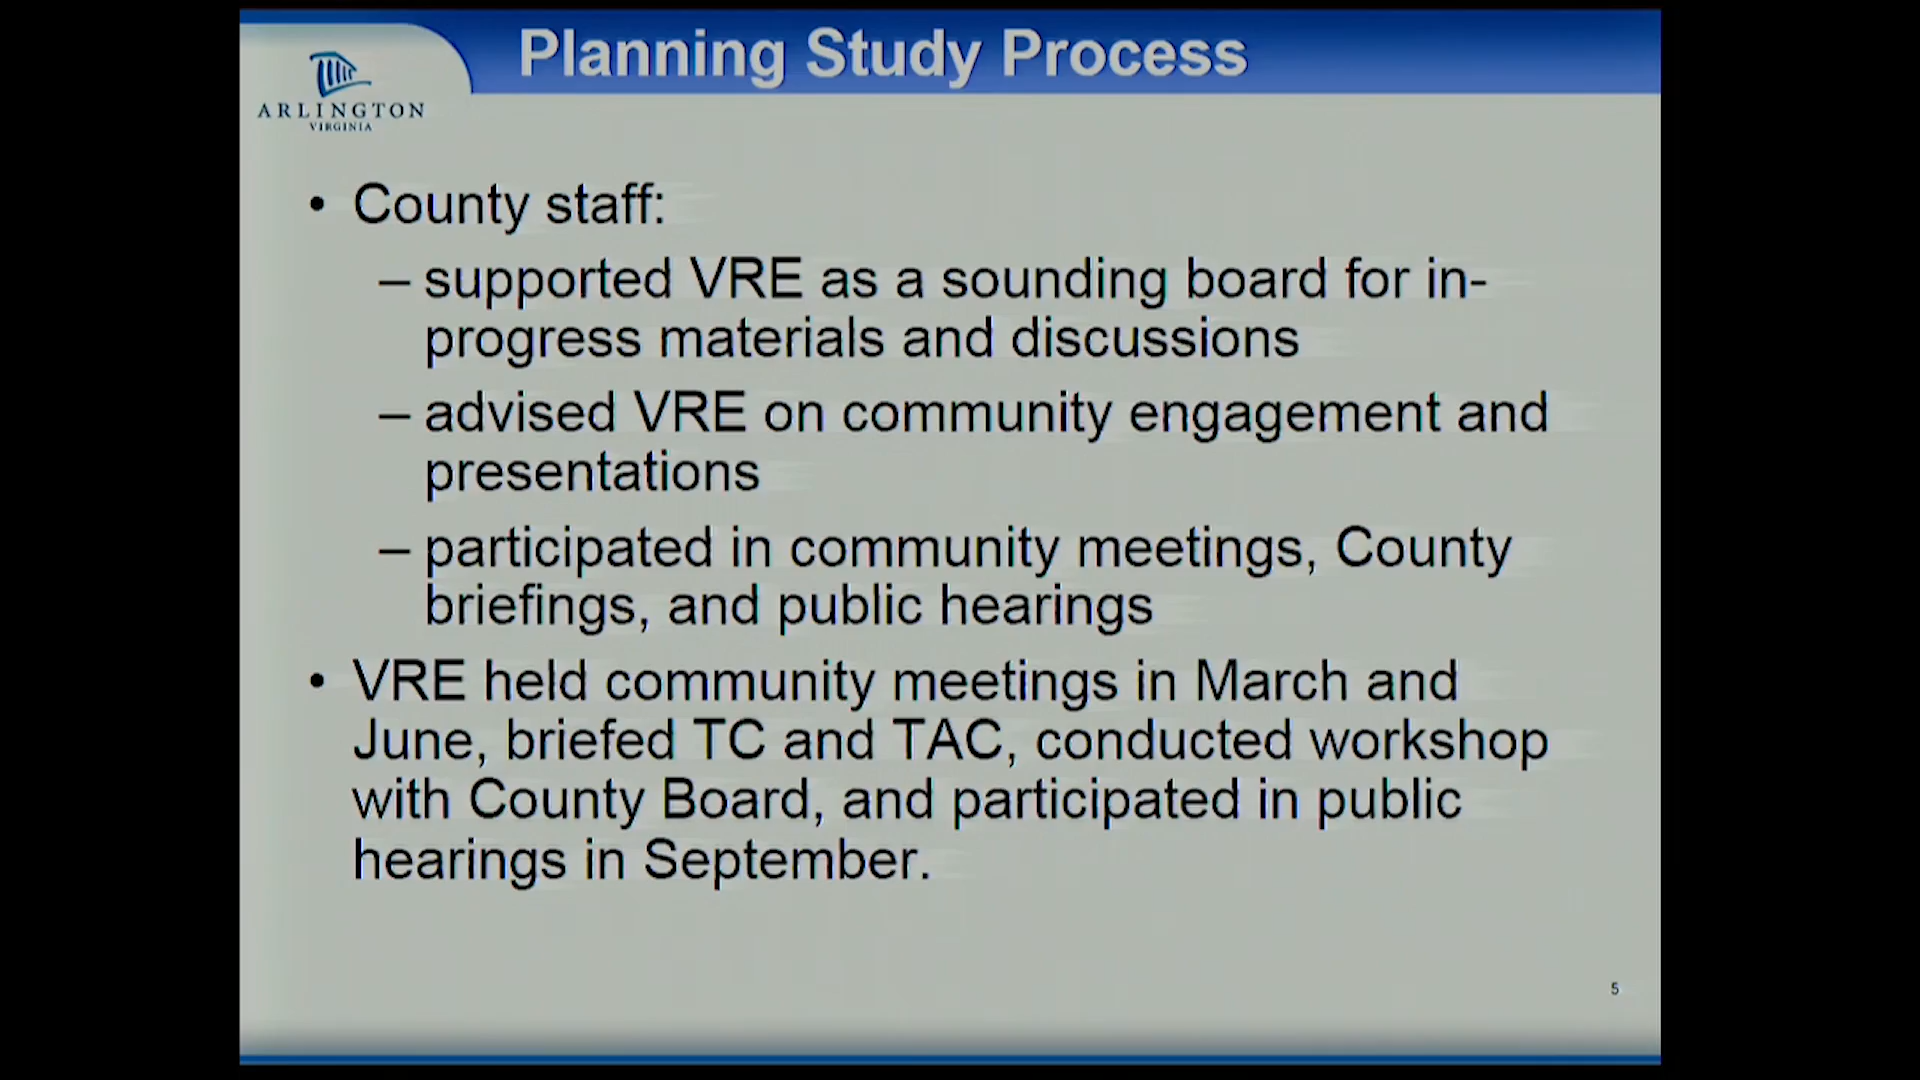 Planning Study Process
ARLINGTON
VIRGINIA
• County staff:
– supported VRE as a sounding board for in-
progress materials and discussions
– advised VRE on community engagement and
presentations
– participated in community meetings, County
briefings, and public hearings
• VRE held community meetings in March and
June, briefed TC and TAC, conducted workshop
with County Board, and participated in public
hearings in September.
5